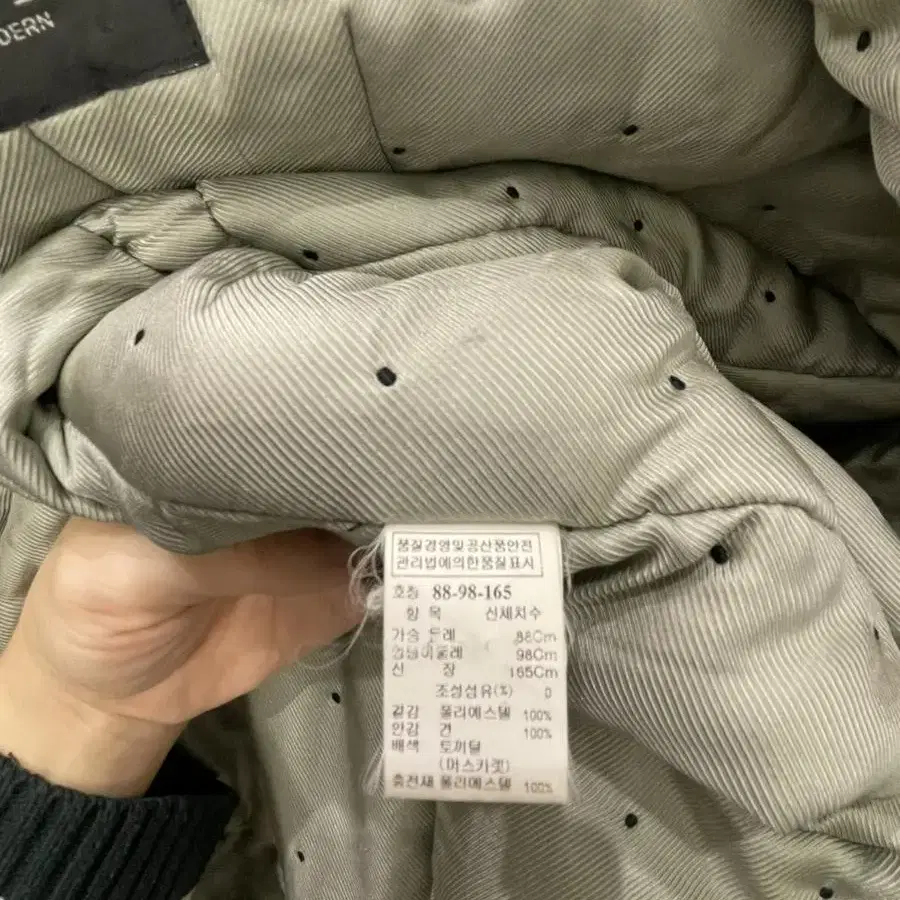 DERN
품질경영및공산품안전
관리법에의한품질표시
호칭 88-98-165
항 목 신체치수
가슴 둘레 88Cm
엉덩이둘레 98Cm
신 장 165Cm
조성섬유(%) 0
겉감 폴리에스텔 100%
안감 견 100%
배색 토끼털
(머스카렛)
충전재 폴리에스텔 100%